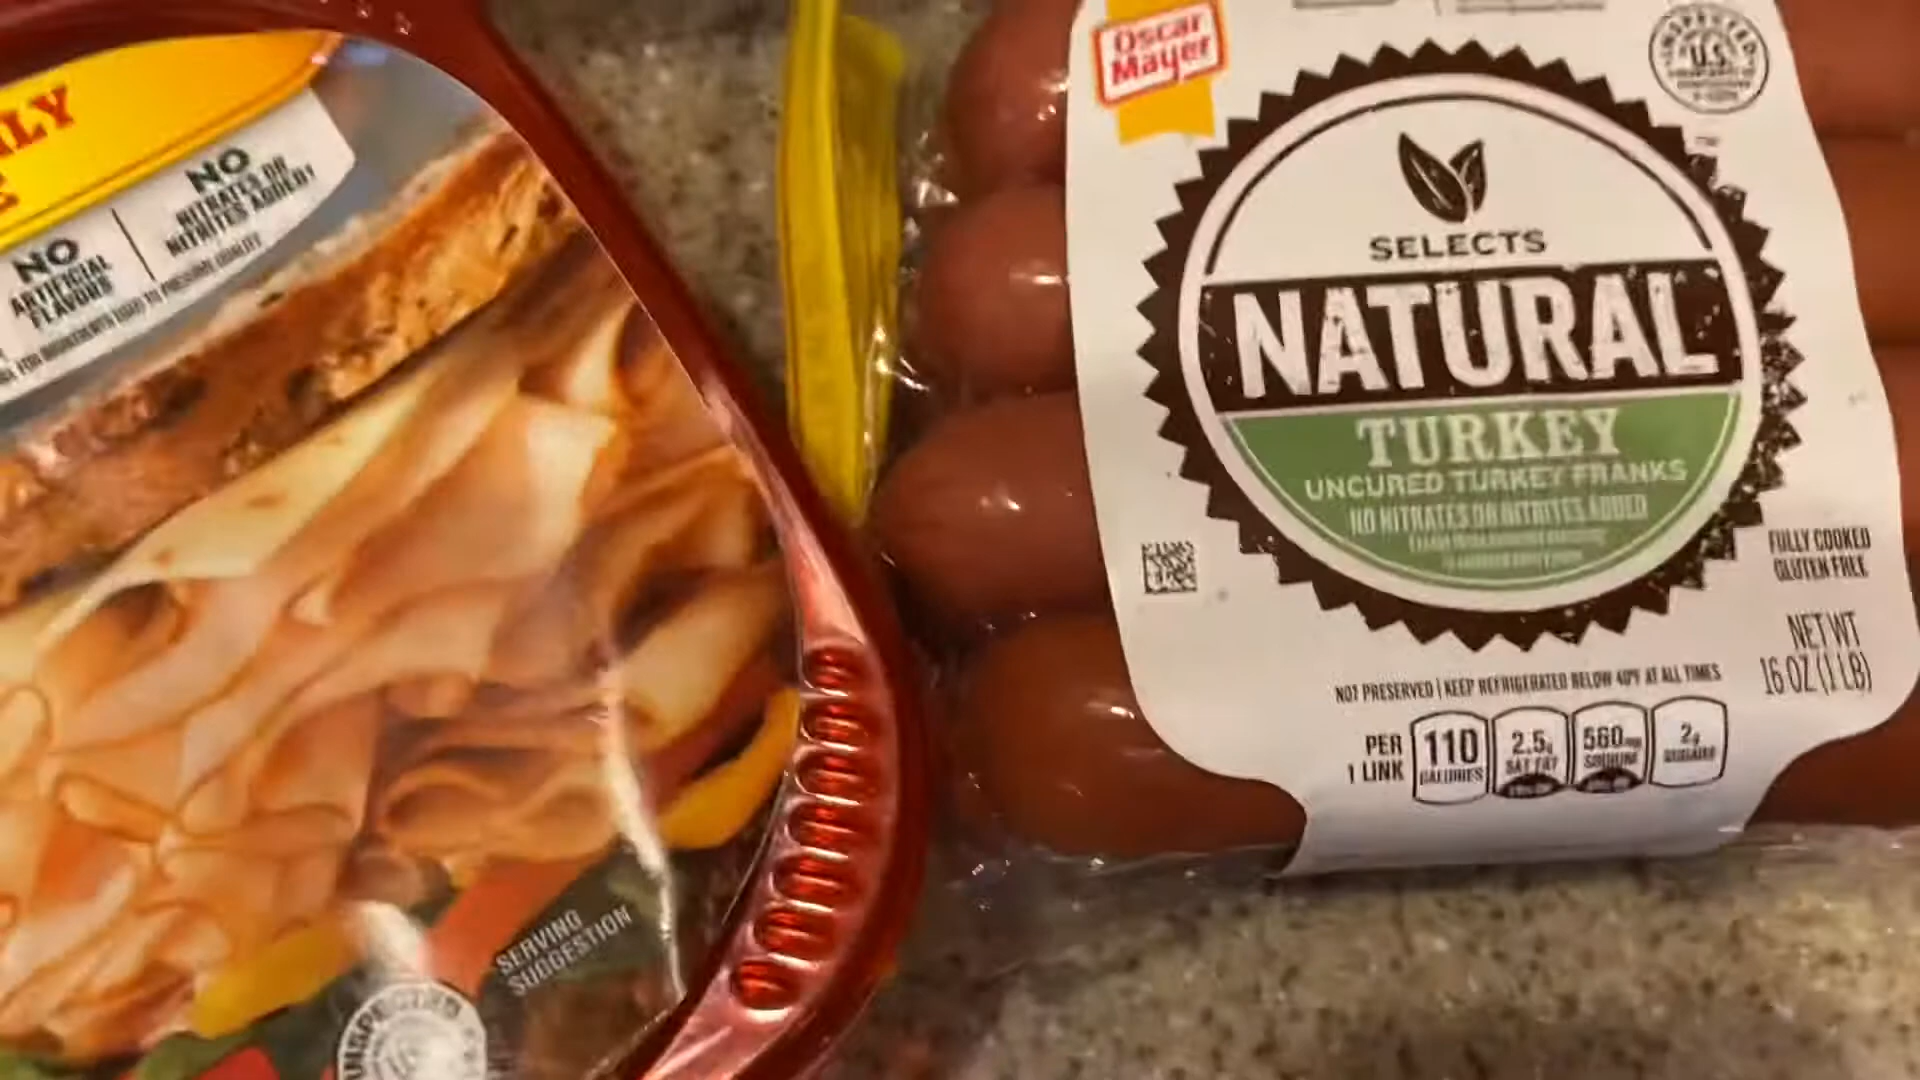 NO
ARTIFICIAL
FLAVORS
NO
NITRATES OR
NITRITES ADDED†
SERVING
SUGGESTION
INSPECTED
Oscar
Mayer
INSPECTED
U.S.
SELECTS
NATURAL
TURKEY
UNCURED TURKEY FRANKS
NO NITRATES OR NITRITES ADDED
FULLY COOKED
GLUTEN FREE
NET WT
16 OZ (1 LB)
NOT PRESERVED | KEEP REFRIGERATED BELOW 40°F AT ALL TIMES
PER
1 LINK
110
CALORIES
2.5g
SAT FAT
560mg
SODIUM
2g
SUGARS